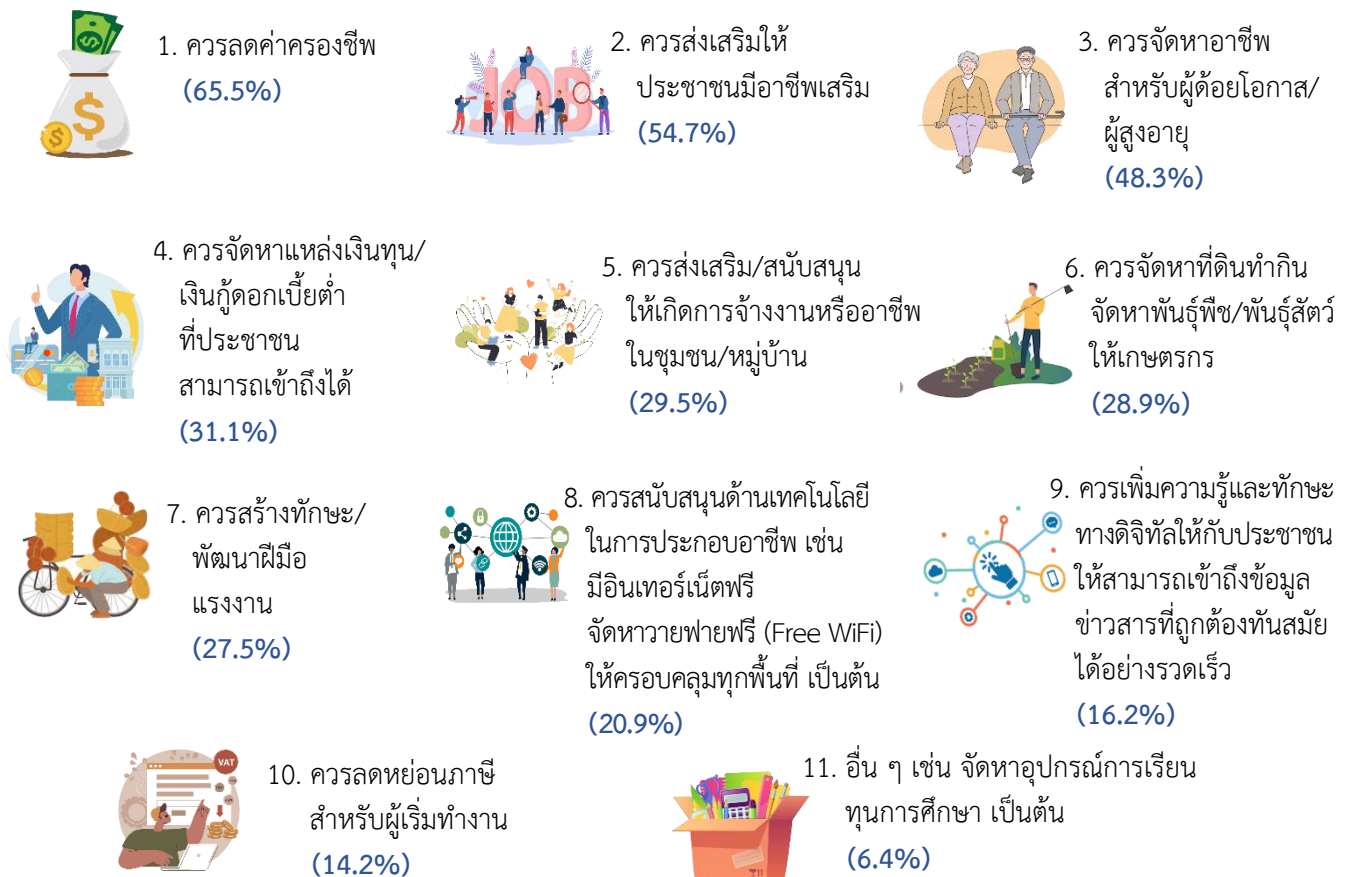 1. ควรลดค่าครองชีพ
(65.5%)
2. ควรส่งเสริมให้
ประชาชนมีอาชีพเสริม
(54.7%)
JOB
3. ควรจัดหาอาชีพ
สำหรับผู้ด้อยโอกาส/
ผู้สูงอายุ
(48.3%)
4. ควรจัดหาแหล่งเงินทุน/
เงินกู้ดอกเบี้ยต่ำ
ที่ประชาชน
สามารถเข้าถึงได้
(31.1%)
5. ควรส่งเสริม/สนับสนุน
ให้เกิดการจ้างงานหรืออาชีพ
ในชุมชน/หมู่บ้าน
(29.5%)
6. ควรจัดหาที่ดินทำกิน
จัดหาพันธุ์พืช/พันธุ์สัตว์
ให้เกษตรกร
(28.9%)
7. ควรสร้างทักษะ/
พัฒนาฝีมือ
แรงงาน
(27.5%)
8. ควรสนับสนุนด้านเทคโนโลยี
ในการประกอบอาชีพ เช่น
มีอินเทอร์เน็ตฟรี
จัดหาวายฟายฟรี (Free WiFi)
ให้ครอบคลุมทุกพื้นที่ เป็นต้น
(20.9%)
9. ควรเพิ่มความรู้และทักษะ
ทางดิจิทัลให้กับประชาชน
ให้สามารถเข้าถึงข้อมูล
ข่าวสารที่ถูกต้องทันสมัย
ได้อย่างรวดเร็ว
(16.2%)
VAT
10. ควรลดหย่อนภาษี
สำหรับผู้เริ่มทำงาน
(14.2%)
11. อื่น ๆ เช่น จัดหาอุปกรณ์การเรียน
ทุนการศึกษา เป็นต้น
(6.4%)